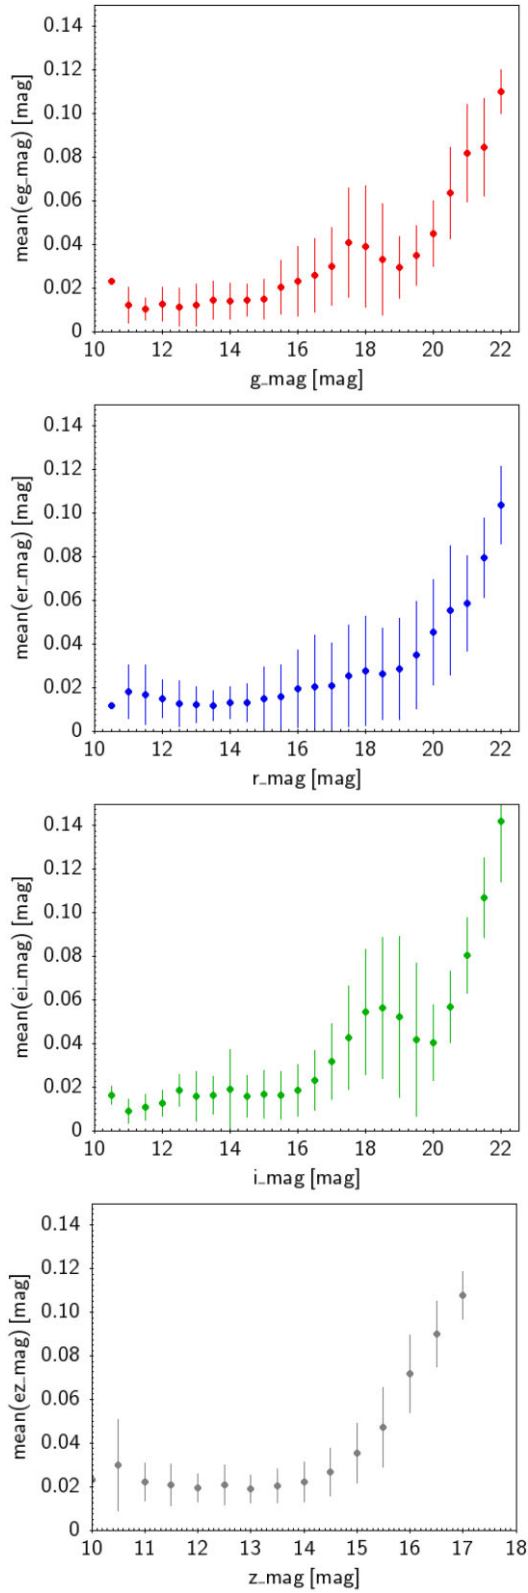 0.14
0.12
0.10
0.08
0.06
0.04
0.02
0
mean(eg_mag) [mag]
10 12 14 16 18 20 22
g_mag [mag]
0.14
0.12
0.10
0.08
0.06
0.04
0.02
0
mean(er_mag) [mag]
10 12 14 16 18 20 22
r_mag [mag]
0.14
0.12
0.10
0.08
0.06
0.04
0.02
0
mean(ei_mag) [mag]
10 12 14 16 18 20 22
i_mag [mag]
0.14
0.12
0.10
0.08
0.06
0.04
0.02
0
mean(ez_mag) [mag]
10 11 12 13 14 15 16 17 18
z_mag [mag]